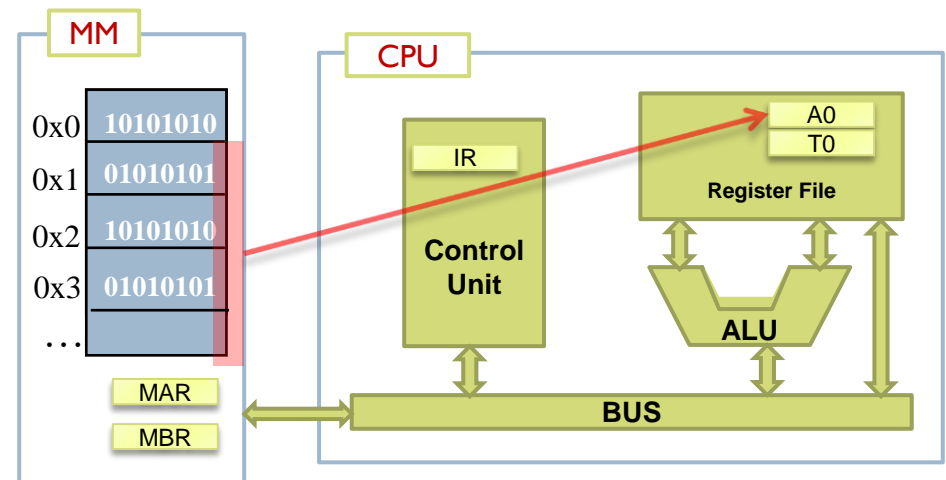 MM
CPU
0x0 10101010
0x1 01010101
0x2 10101010
0x3 01010101
...
MAR
MBR
IR
Control
Unit
A0
T0
Register File
ALU
BUS